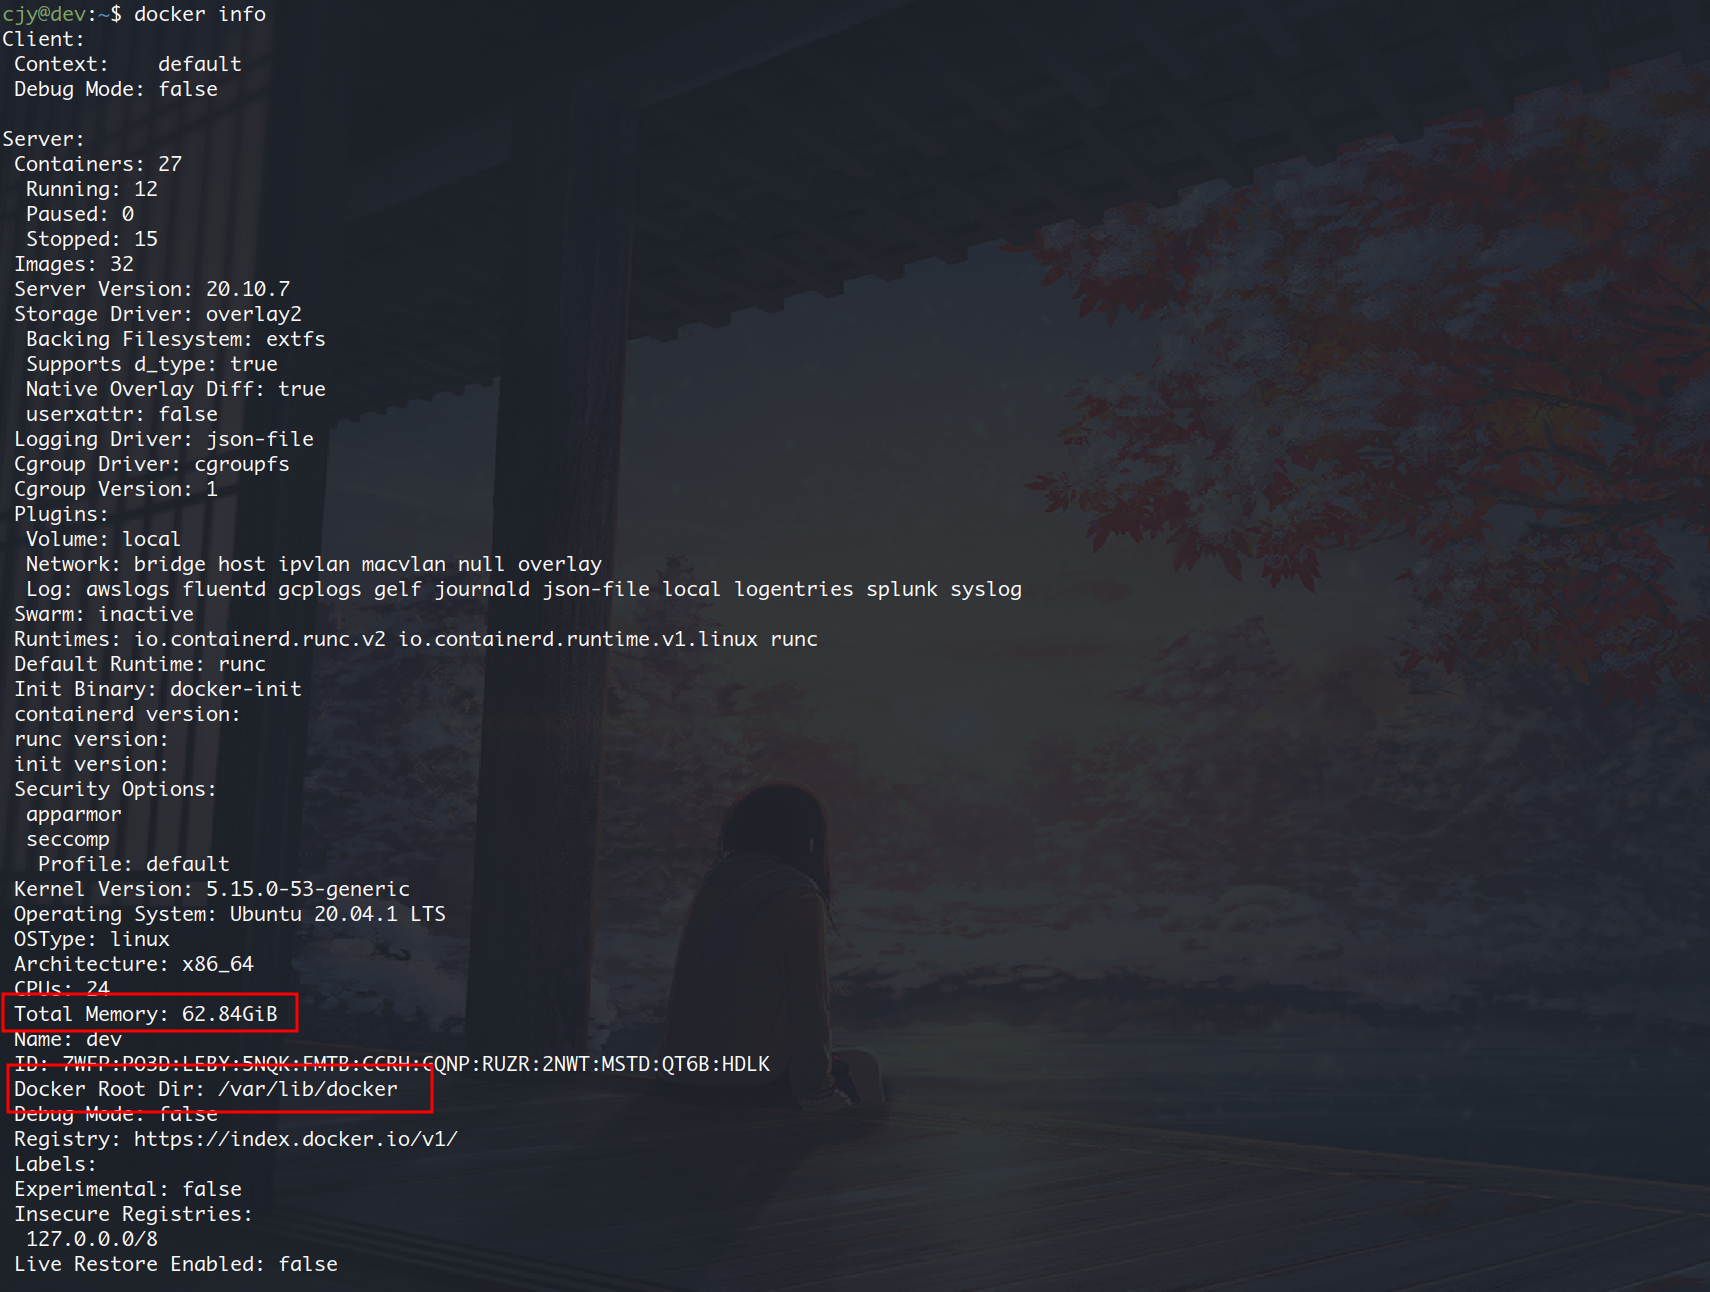 cjy@dev:~$ docker info
Client:
 Context:    default
 Debug Mode: false

Server:
 Containers: 27
  Running: 12
  Paused: 0
  Stopped: 15
 Images: 32
 Server Version: 20.10.7
 Storage Driver: overlay2
  Backing Filesystem: extfs
  Supports d_type: true
  Native Overlay Diff: true
  userxattr: false
 Logging Driver: json-file
 Cgroup Driver: cgroupfs
 Cgroup Version: 1
 Plugins:
  Volume: local
  Network: bridge host ipvlan macvlan null overlay
  Log: awslogs fluentd gcplogs gelf journald json-file local logentries splunk syslog
 Swarm: inactive
 Runtimes: io.containerd.runc.v2 io.containerd.runtime.v1.linux runc
 Default Runtime: runc
 Init Binary: docker-init
 containerd version:
 runc version:
 init version:
 Security Options:
  apparmor
  seccomp
   Profile: default
 Kernel Version: 5.15.0-53-generic
 Operating System: Ubuntu 20.04.1 LTS
 OSType: linux
 Architecture: x86_64
 CPUs: 24
 Total Memory: 62.84GiB
 Name: dev
 ID: :5NQK: :RUZR:2NWT:MSTD:QT6B:HDLK
 Docker Root Dir: /var/lib/docker
 Debug Mode: false
 Registry: https://index.docker.io/v1/
 Labels:
 Experimental: false
 Insecure Registries:
  127.0.0.0/8
 Live Restore Enabled: false